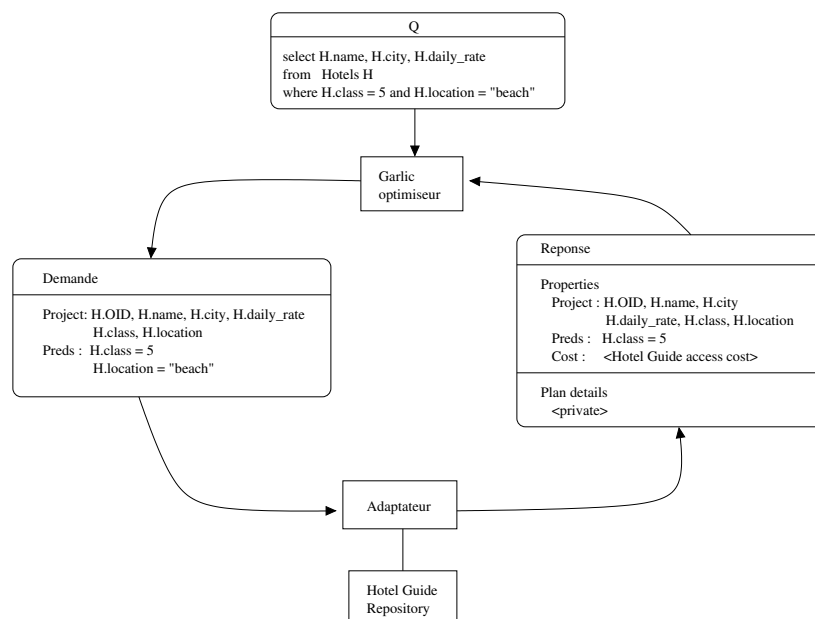 Q
select H.name, H.city, H.daily_rate
from Hotels H
where H.class = 5 and H.location = "beach"
Garlic
optimiseur
Demande
Project: H.OID, H.name, H.city, H.daily_rate
H.class, H.location
Preds : H.class = 5
H.location = "beach"
Reponse
Properties
Project : H.OID, H.name, H.city
H.daily_rate, H.class, H.location
Preds : H.class = 5
Cost : <Hotel Guide access cost>
Plan details
<private>
Adaptateur
Hotel Guide
Repository